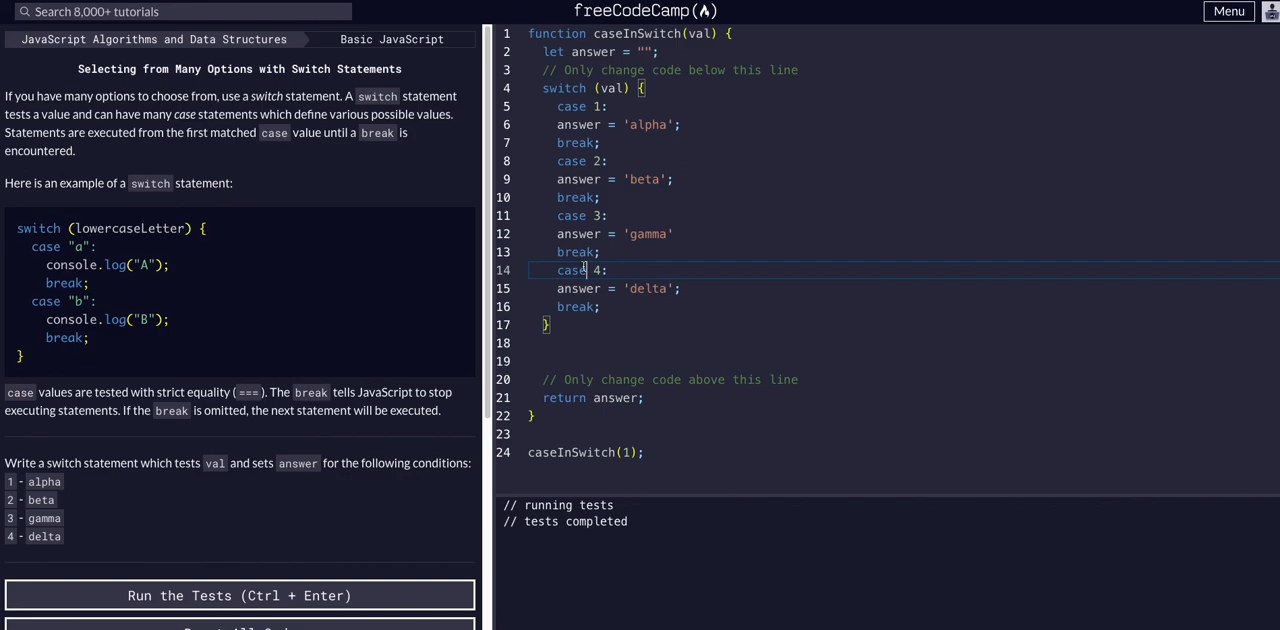 Search 8,000+ tutorials
freeCodeCamp
Menu
JavaScript Algorithms and Data Structures
Basic JavaScript
Selecting from Many Options with Switch Statements
If you have many options to choose from, use a switch statement. A switch statement
tests a value and can have many case statements which define various possible values.
Statements are executed from the first matched case value until a break is
encountered.
Here is an example of a switch statement:
switch (lowercaseLetter) {
case "a":
console.log("A");
break;
case "b":
console.log("B");
break;
}
case values are tested with strict equality (===). The break tells JavaScript to stop
executing statements. If the break is omitted, the next statement will be executed.
Write a switch statement which tests val and sets answer for the following conditions:
1 - alpha
2 - beta
3 - gamma
4 - delta
Run the Tests (Ctrl + Enter)
1 function caseInSwitch(val) {
2 let answer = "";
3 // Only change code below this line
4 switch (val) {
5 case 1:
6 answer = 'alpha';
7 break;
8 case 2:
9 answer = 'beta';
10 break;
11 case 3:
12 answer = 'gamma'
13 break;
14 case 4:
15 answer = 'delta';
16 break;
17 }
18
19
20 // Only change code above this line
21 return answer;
22 }
23
24 caseInSwitch(1);
// running tests
// tests completed